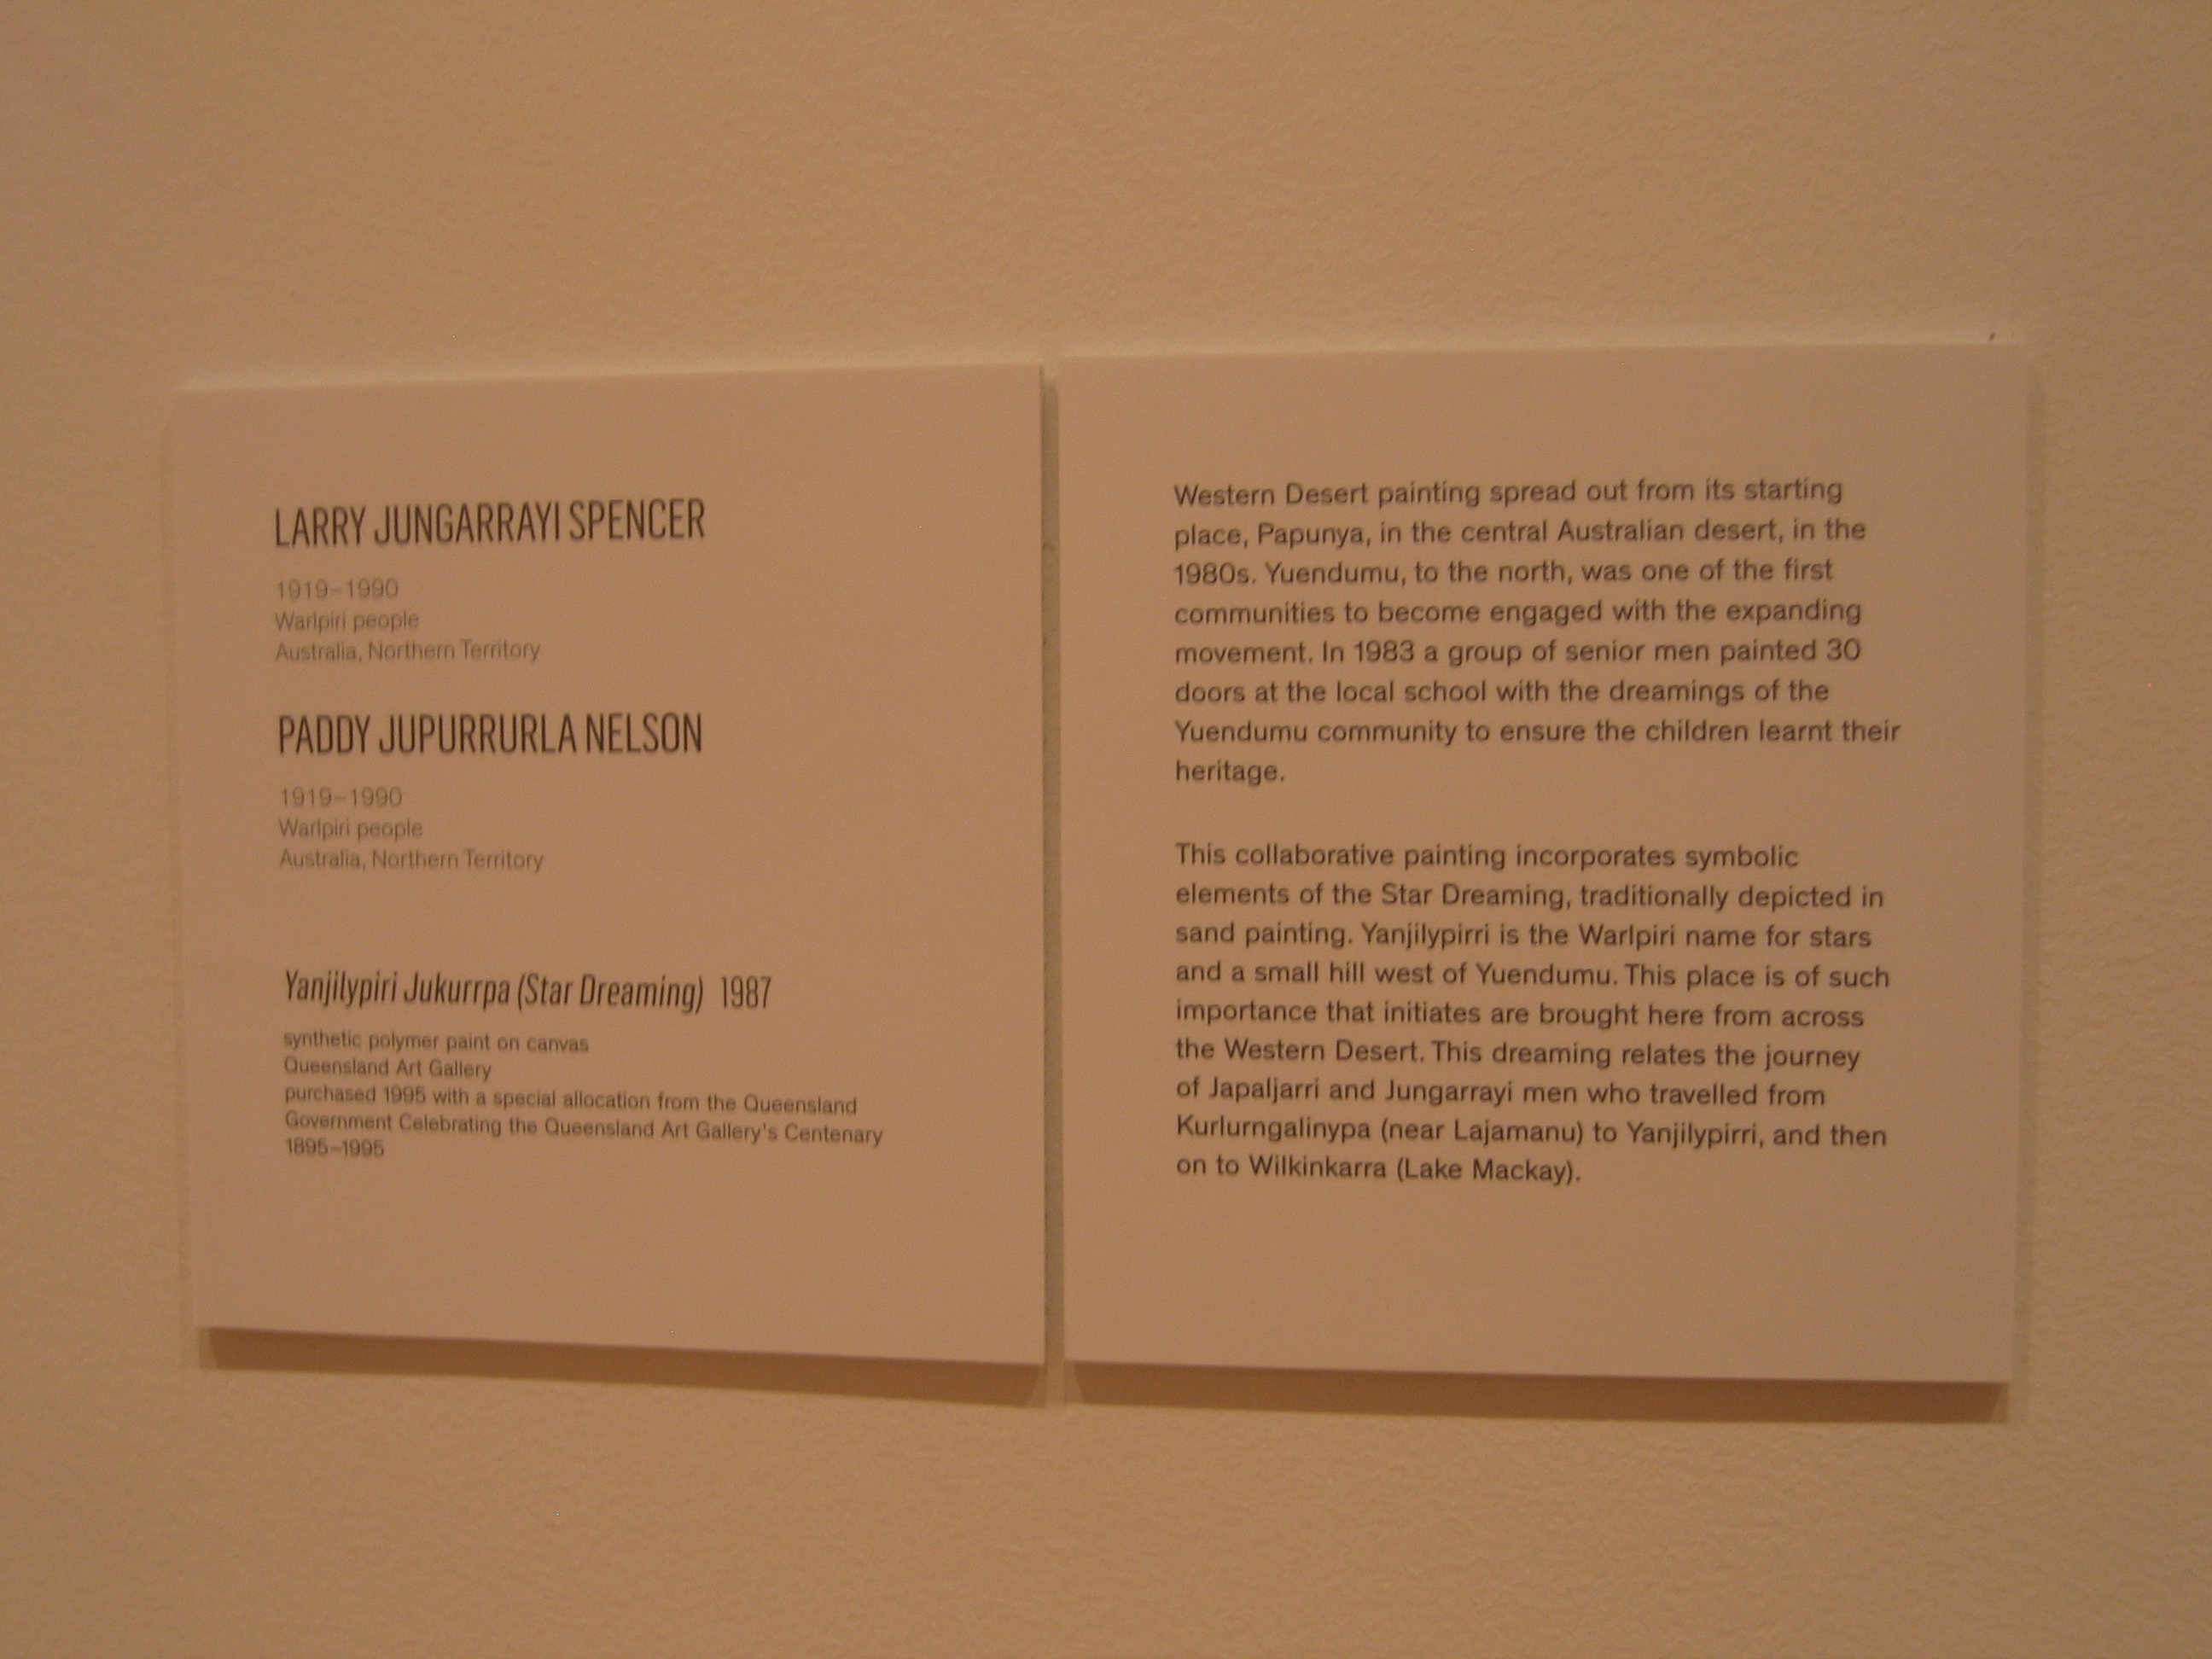 LARRY JUNGARRAYI SPENCER
1919–1990
Warlpiri people
Australia, Northern Territory
PADDY JUPURRURLA NELSON
1919–1990
Warlpiri people
Australia, Northern Territory
Yanjilypiri Jukurrpa (Star Dreaming) 1987
synthetic polymer paint on canvas
Queensland Art Gallery
purchased 1995 with a special allocation from the Queensland
Government Celebrating the Queensland Art Gallery's Centenary
1895–1995
Western Desert painting spread out from its starting
place, Papunya, in the central Australian desert, in the
1980s. Yuendumu, to the north, was one of the first
communities to become engaged with the expanding
movement. In 1983 a group of senior men painted 30
doors at the local school with the dreamings of the
Yuendumu community to ensure the children learnt their
heritage.
This collaborative painting incorporates symbolic
elements of the Star Dreaming, traditionally depicted in
sand painting. Yanjilypirri is the Warlpiri name for stars
and a small hill west of Yuendumu. This place is of such
importance that initiates are brought here from across
the Western Desert. This dreaming relates the journey
of Japaljarri and Jungarrayi men who travelled from
Kurlurngalinypa (near Lajamanu) to Yanjilypirri, and then
on to Wilkinkarra (Lake Mackay).